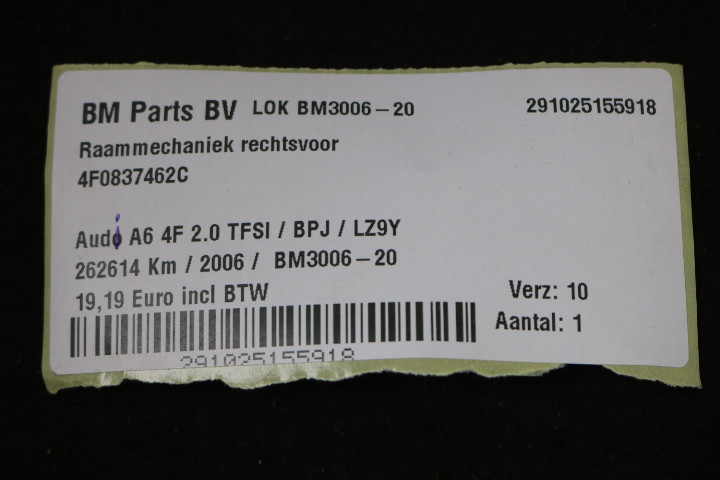 BM Parts BV LOK BM3006-20 291025155918
Raammechaniek rechtsvoor
4F0837462C
Audi A6 4F 2.0 TFSI / BPJ / LZ9Y
262614 Km / 2006 / BM3006-20
19,19 Euro incl BTW Verz: 10
Aantal: 1
291025155918